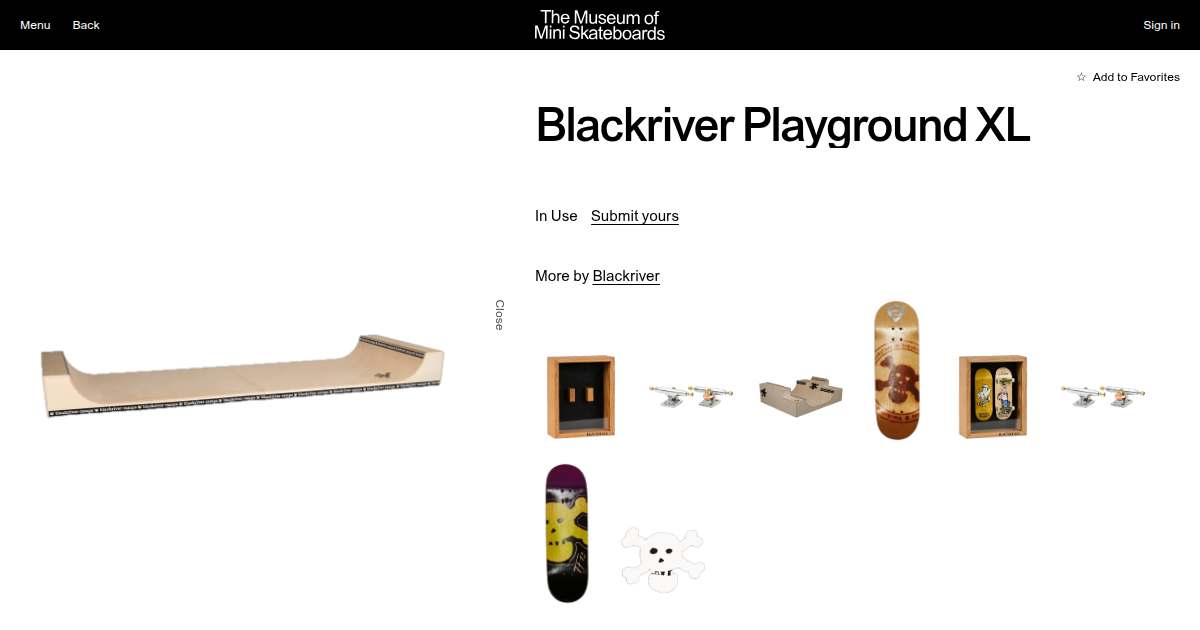 Menu
Back
The Museum of
Mini Skateboards
Sign in
☆ Add to Favorites
Blackriver Playground XL
In Use
Submit yours
More by Blackriver
Close